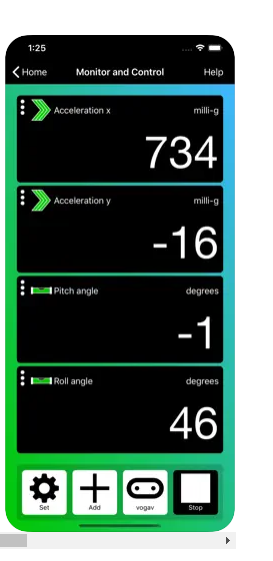 1:25
Home Monitor and Control Help
Acceleration x milli-g
734
Acceleration y milli-g
-16
Pitch angle degrees
-1
Roll angle degrees
46
Set Add vogav Stop